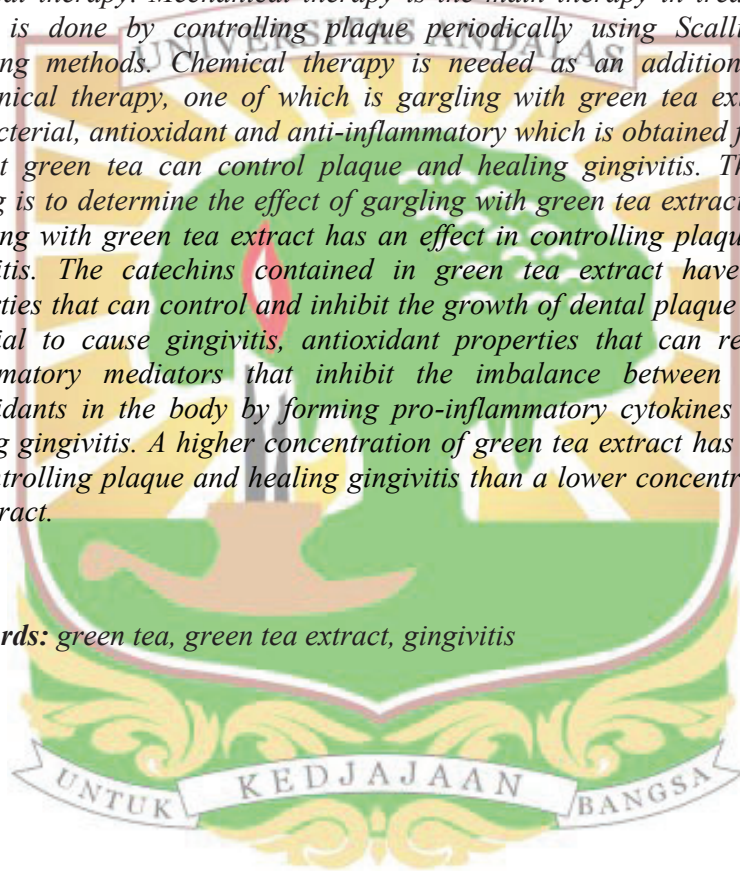 al therapy. Mechanical therapy is the main therapy in trea
is done by controlling plaque periodically using Scalli
UNIVERSITAS ANDALAS
ng methods. Chemical therapy is needed as an addition
nical therapy, one of which is gargling with green tea ex
cterial, antioxidant and anti-inflammatory which is obtained f
t green tea can control plaque and healing gingivitis. Th
g is to determine the effect of gargling with green tea extract
ng with green tea extract has an effect in controlling plaqu
itis. The catechins contained in green tea extract have
ties that can control and inhibit the growth of dental plaque
ial to cause gingivitis, antioxidant properties that can re
mmatory mediators that inhibit the imbalance between
idants in the body by forming pro-inflammatory cytokines
g gingivitis. A higher concentration of green tea extract has
ntrolling plaque and healing gingivitis than a lower concentr
ract.
rds: green tea, green tea extract, gingivitis
UNTUK KEDJAJAAN BANGSA